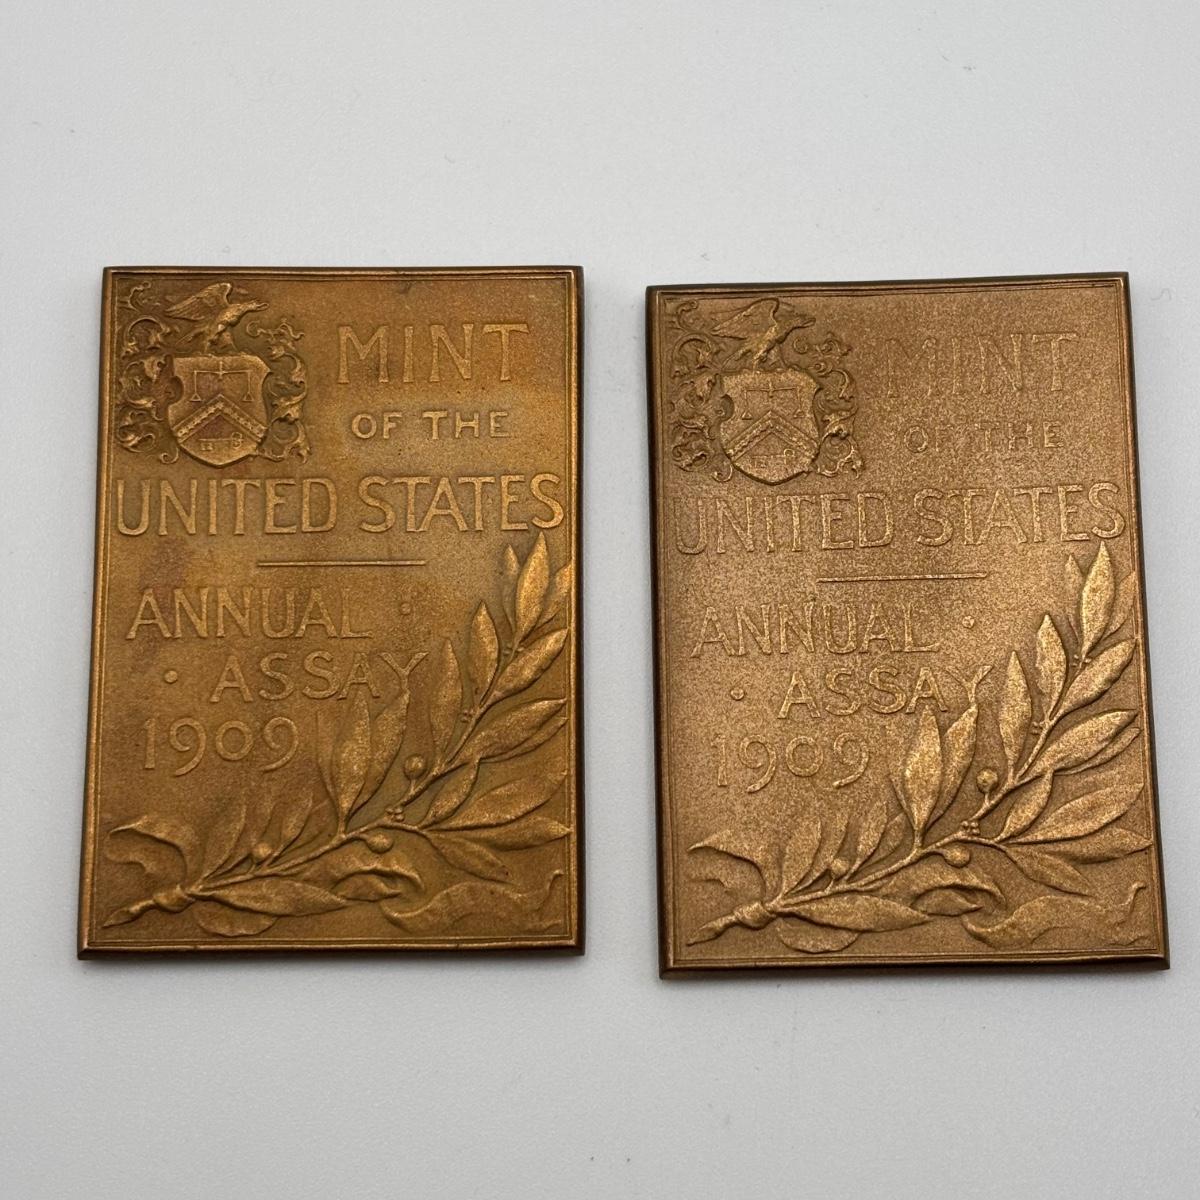 MINT
OF THE
UNITED STATES
ANNUAL ·
· ASSAY
1909
MINT
OF THE
UNITED STATES
ANNUAL ·
· ASSAY
1909